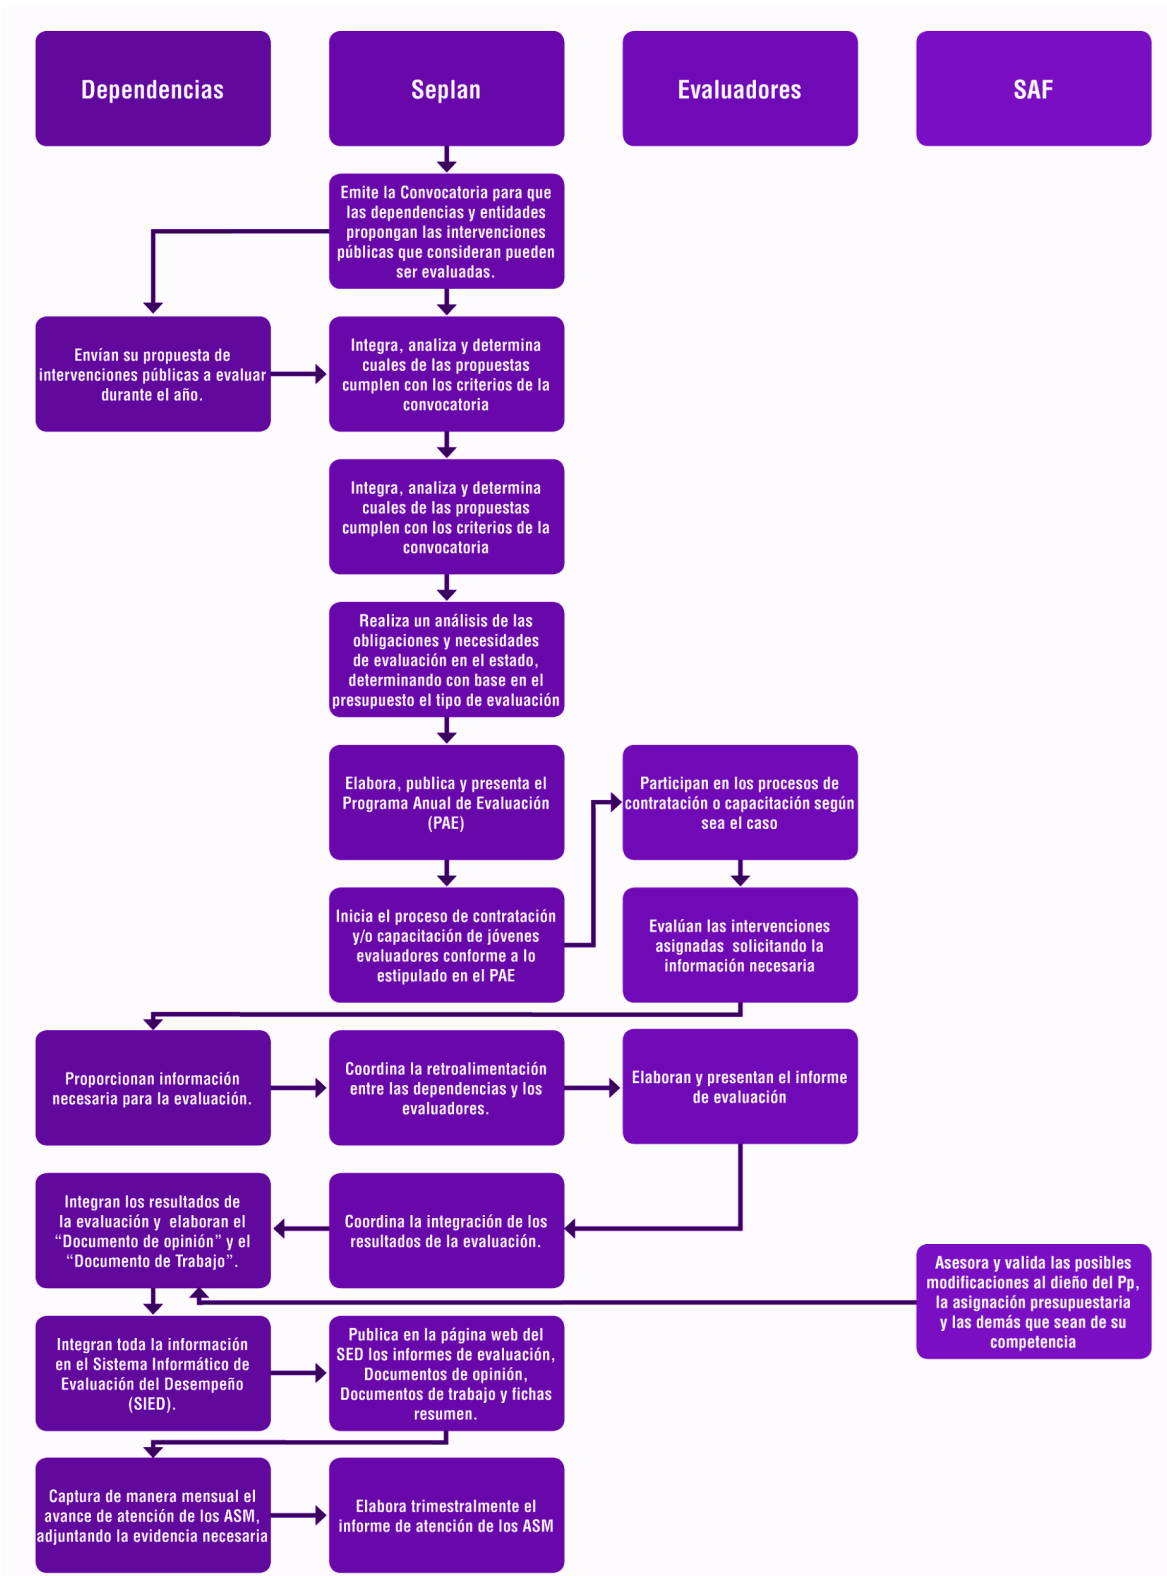 Dependencias
Seplan
Evaluadores
SAF
Emite la Convocatoria para que
las dependencias y entidades
propongan las intervenciones
públicas que consideran pueden
ser evaluadas.
Envían su propuesta de
intervenciones públicas a evaluar
durante el año.
Integra, analiza y determina
cuales de las propuestas
cumplen con los criterios de la
convocatoria
Integra, analiza y determina
cuales de las propuestas
cumplen con los criterios de la
convocatoria
Realiza un análisis de las
obligaciones y necesidades
de evaluación en el estado,
determinando con base en el
presupuesto el tipo de evaluación
Elabora, publica y presenta el
Programa Anual de Evaluación
(PAE)
Participan en los procesos de
contratación o capacitación según
sea el caso
Inicia el proceso de contratación
y/o capacitación de jóvenes
evaluadores conforme a lo
estipulado en el PAE
Evalúan las intervenciones
asignadas solicitando la
información necesaria
Proporcionan información
necesaria para la evaluación.
Coordina la retroalimentación
entre las dependencias y los
evaluadores.
Elaboran y presentan el informe
de evaluación
Integran los resultados de
la evaluación y elaboran el
“Documento de opinión” y el
“Documento de Trabajo”.
Coordina la integración de los
resultados de la evaluación.
Asesora y valida las posibles
modificaciones al dieño del Pp,
la asignación presupuestaria
y las demás que sean de su
competencia
Integran toda la información
en el Sistema Informático de
Evaluación del Desempeño
(SIED).
Publica en la página web del
SED los informes de evaluación,
Documentos de opinión,
Documentos de trabajo y fichas
resumen.
Captura de manera mensual el
avance de atención de los ASM,
adjuntando la evidencia necesaria
Elabora trimestralmente el
informe de atención de los ASM